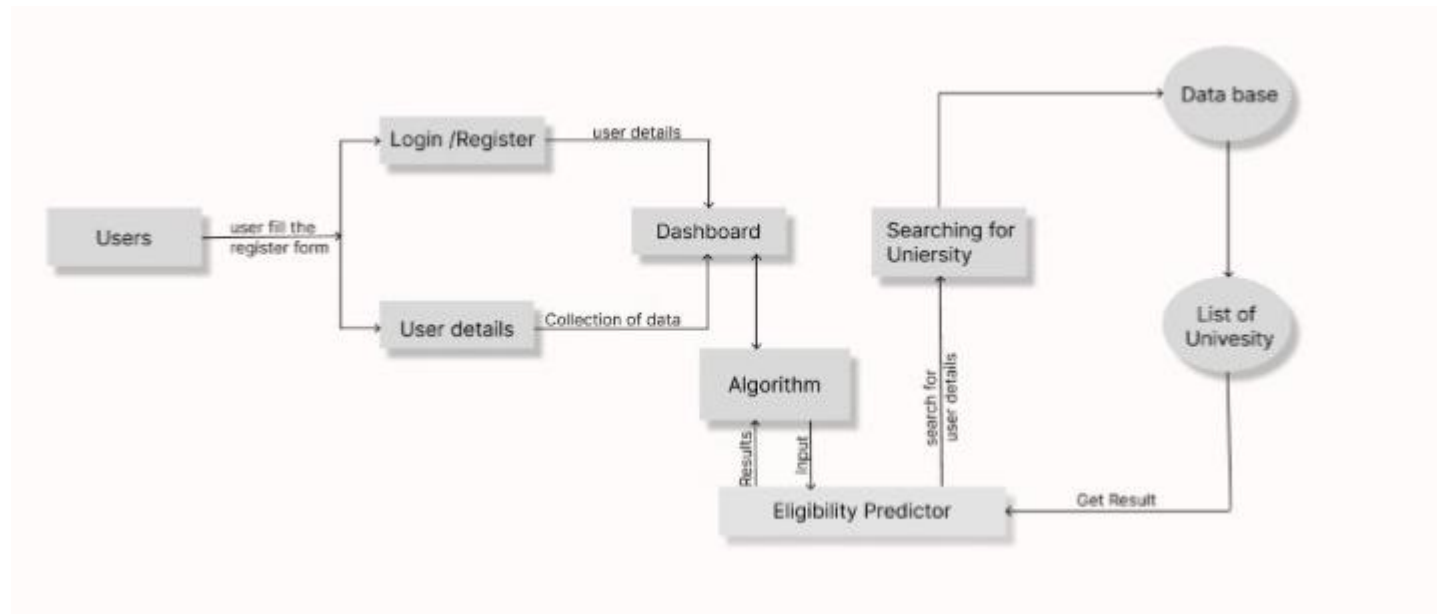 Data base
Login /Register
user details
Users
user fill the
register form
Dashboard
Searching for
Uniersity
User details
Collection of data
List of
Univesity
Algorithm
search for
user details
Results
Input
Eligibility Predictor
Get Result